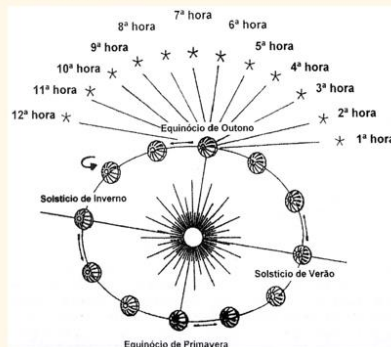 7ª hora
8ª hora
6ª hora
9ª hora
5ª hora
10ª hora
4ª hora
11ª hora
3ª hora
12ª hora
2ª hora
1ª hora
Equinócio de Outono
Solstício de Inverno
Solstício de Verão
Equinócio de Primavera